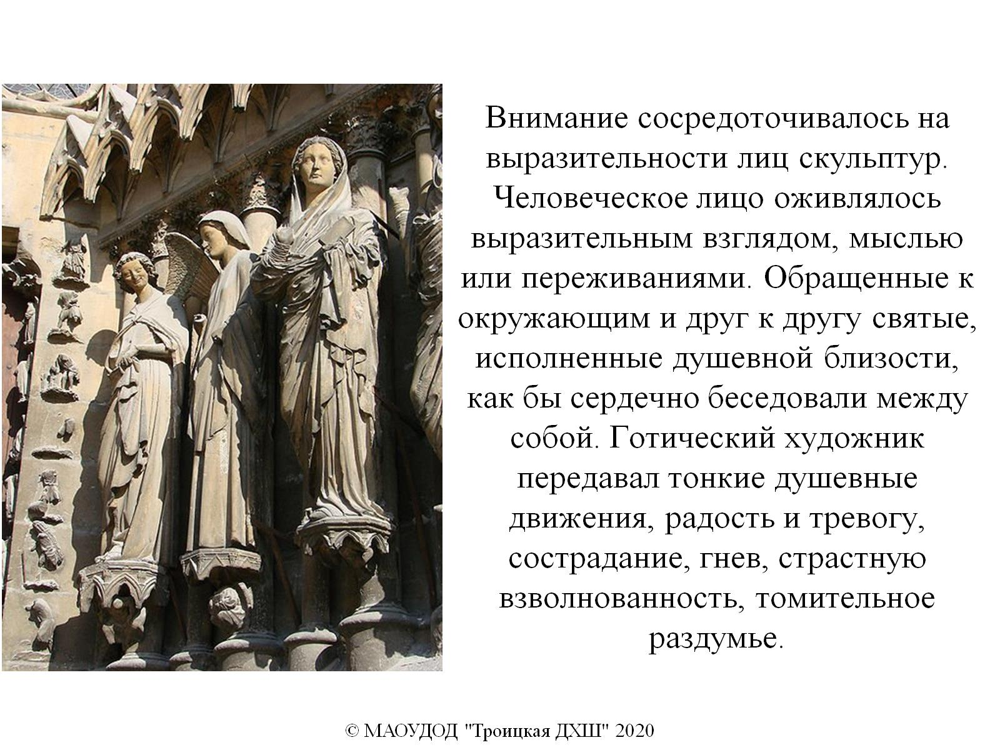 Внимание сосредоточивалось на
выразительности лиц скульптур.
Человеческое лицо оживлялось
выразительным взглядом, мыслью
или переживаниями. Обращенные к
окружающим и друг к другу святые,
исполненные душевной близости,
как бы сердечно беседовали между
собой. Готический художник
передавал тонкие душевные
движения, радость и тревогу,
сострадание, гнев, страстную
взволнованность, томительное
раздумье.
© МАОУДОД "Троицкая ДХШ" 2020